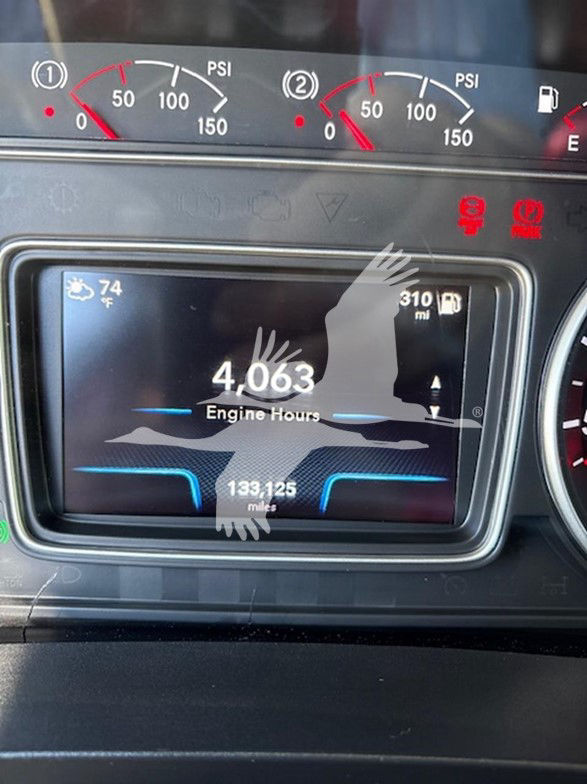 1 50 100 PSI
0 150
2 50 100 PSI
0 150
E
P
PARK
74 °F
310 mi
4,063
Engine Hours
®
133,125
miles